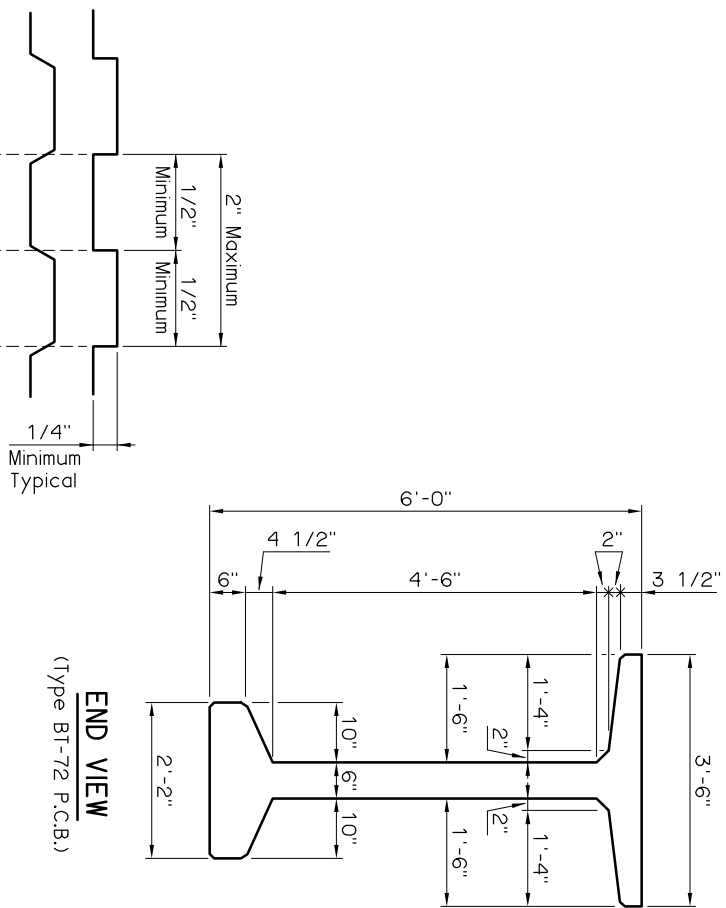 2" Maximum
1/2"
Minimum
1/2"
Minimum
1/4"
Minimum
Typical
6'-0"
6"
4 1/2"
4'-6"
2"
3 1/2"
3'-6"
1'-4"
1'-6"
2"
2"
1'-4"
1'-6"
10"
6"
10"
2'-2"
END VIEW
(Type BT-72 P.C.B.)